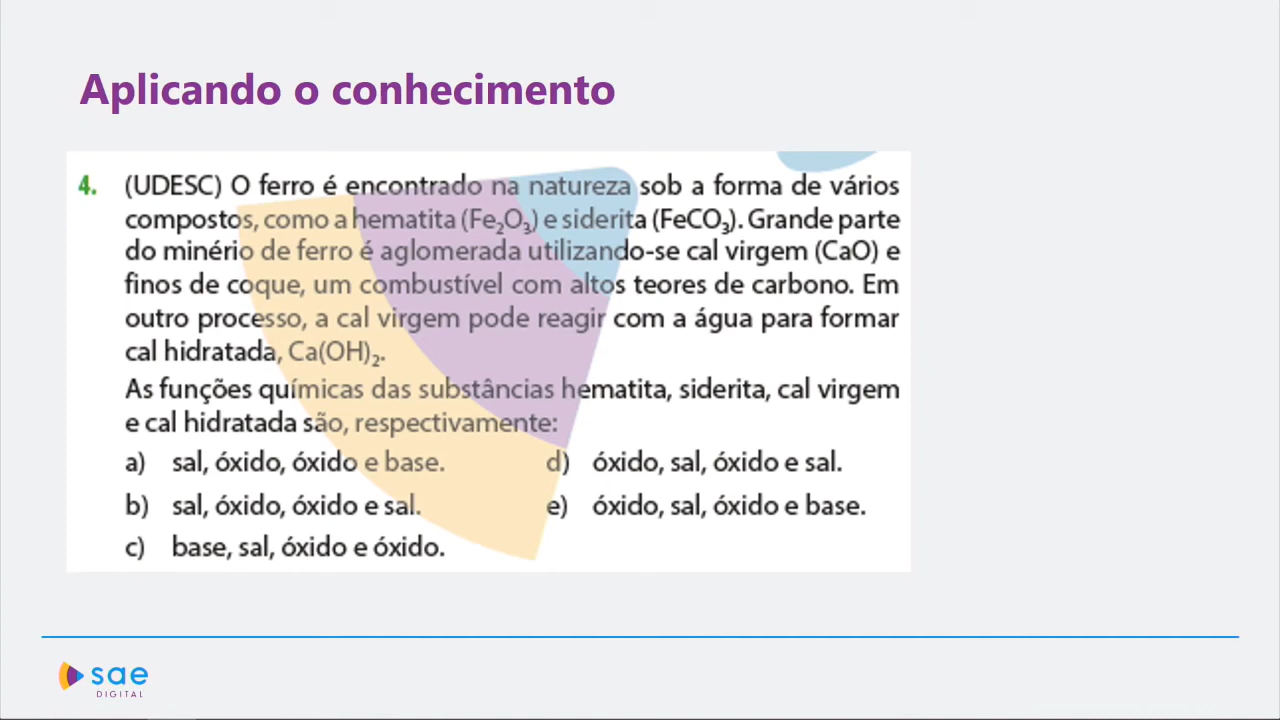 Aplicando o conhecimento
4. (UDESC) O ferro é encontrado na natureza sob a forma de vários
compostos, como a hematita (Fe₂O₃) e siderita (FeCO₃). Grande parte
do minério de ferro é aglomerada utilizando-se cal virgem (CaO) e
finos de coque, um combustível com altos teores de carbono. Em
outro processo, a cal virgem pode reagir com a água para formar
cal hidratada, Ca(OH)₂.
As funções químicas das substâncias hematita, siderita, cal virgem
e cal hidratada são, respectivamente:
a) sal, óxido, óxido e base.
b) sal, óxido, óxido e sal.
c) base, sal, óxido e óxido.
d) óxido, sal, óxido e sal.
e) óxido, sal, óxido e base.
sae
DIGITAL